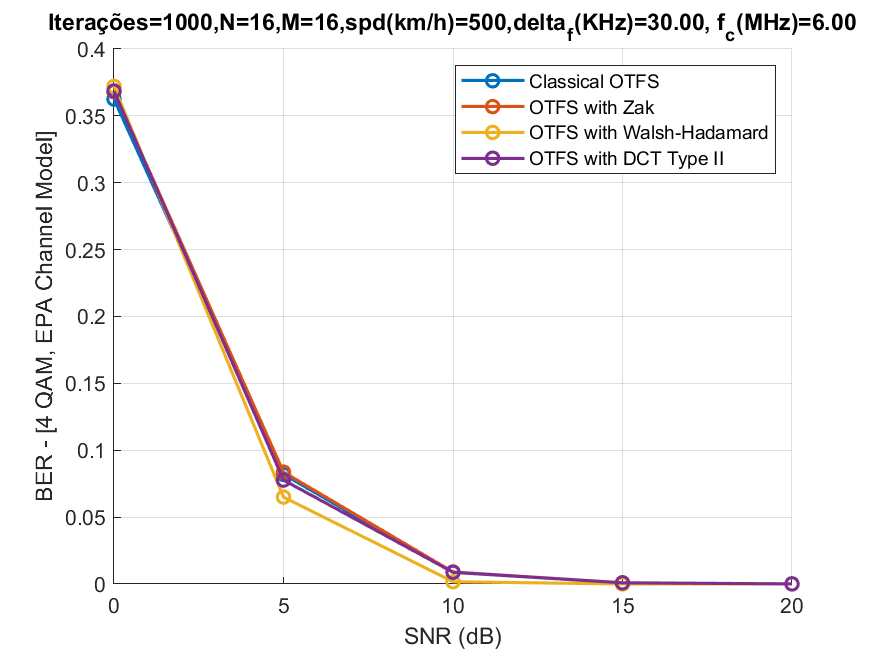 Iterações=1000,N=16,M=16,spd(km/h)=500,delta_f(KHz)=30.00, f_c(MHz)=6.00
0.4
Classical OTFS
OTFS with Zak
OTFS with Walsh-Hadamard
OTFS with DCT Type II
0.35
0.3
0.25
0.2
0.15
0.1
0.05
0
BER - [4 QAM, EPA Channel Model]
0 5 10 15 20
SNR (dB)